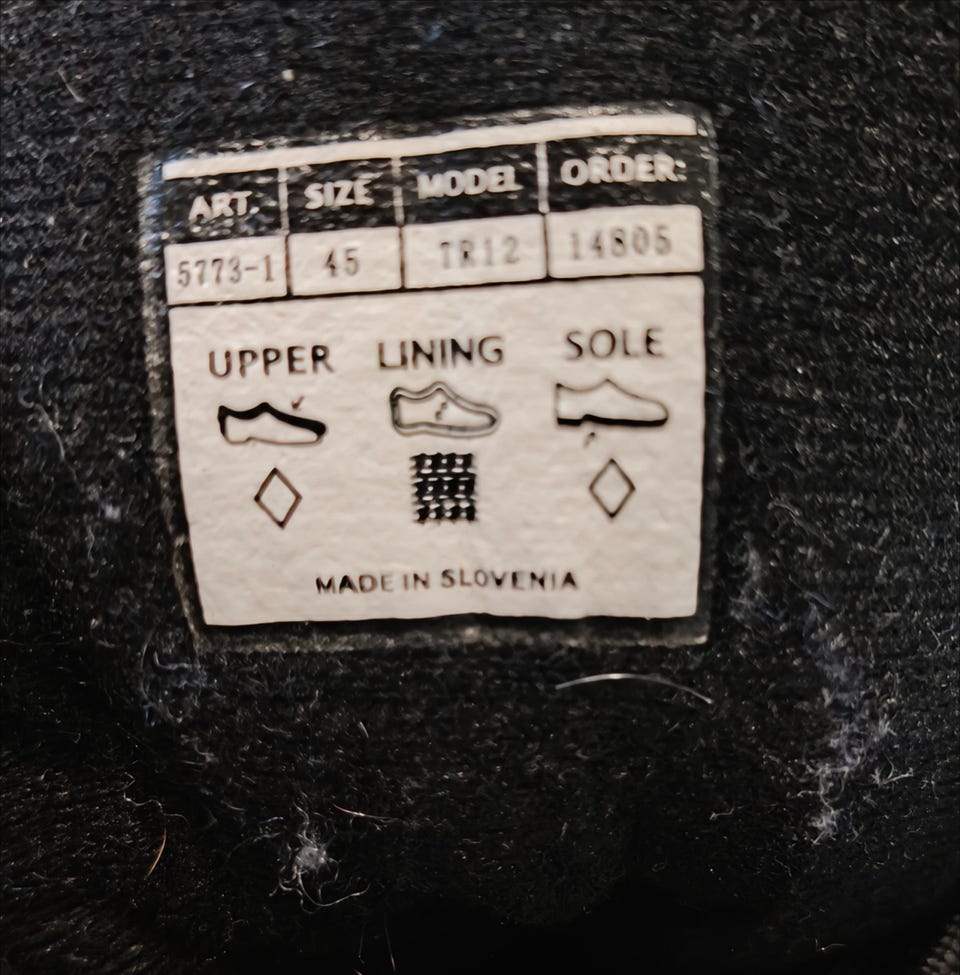 ART. SIZE MODEL ORDER:
5773-1 45 TR12 14805
UPPER LINING SOLE
MADE IN SLOVENIA